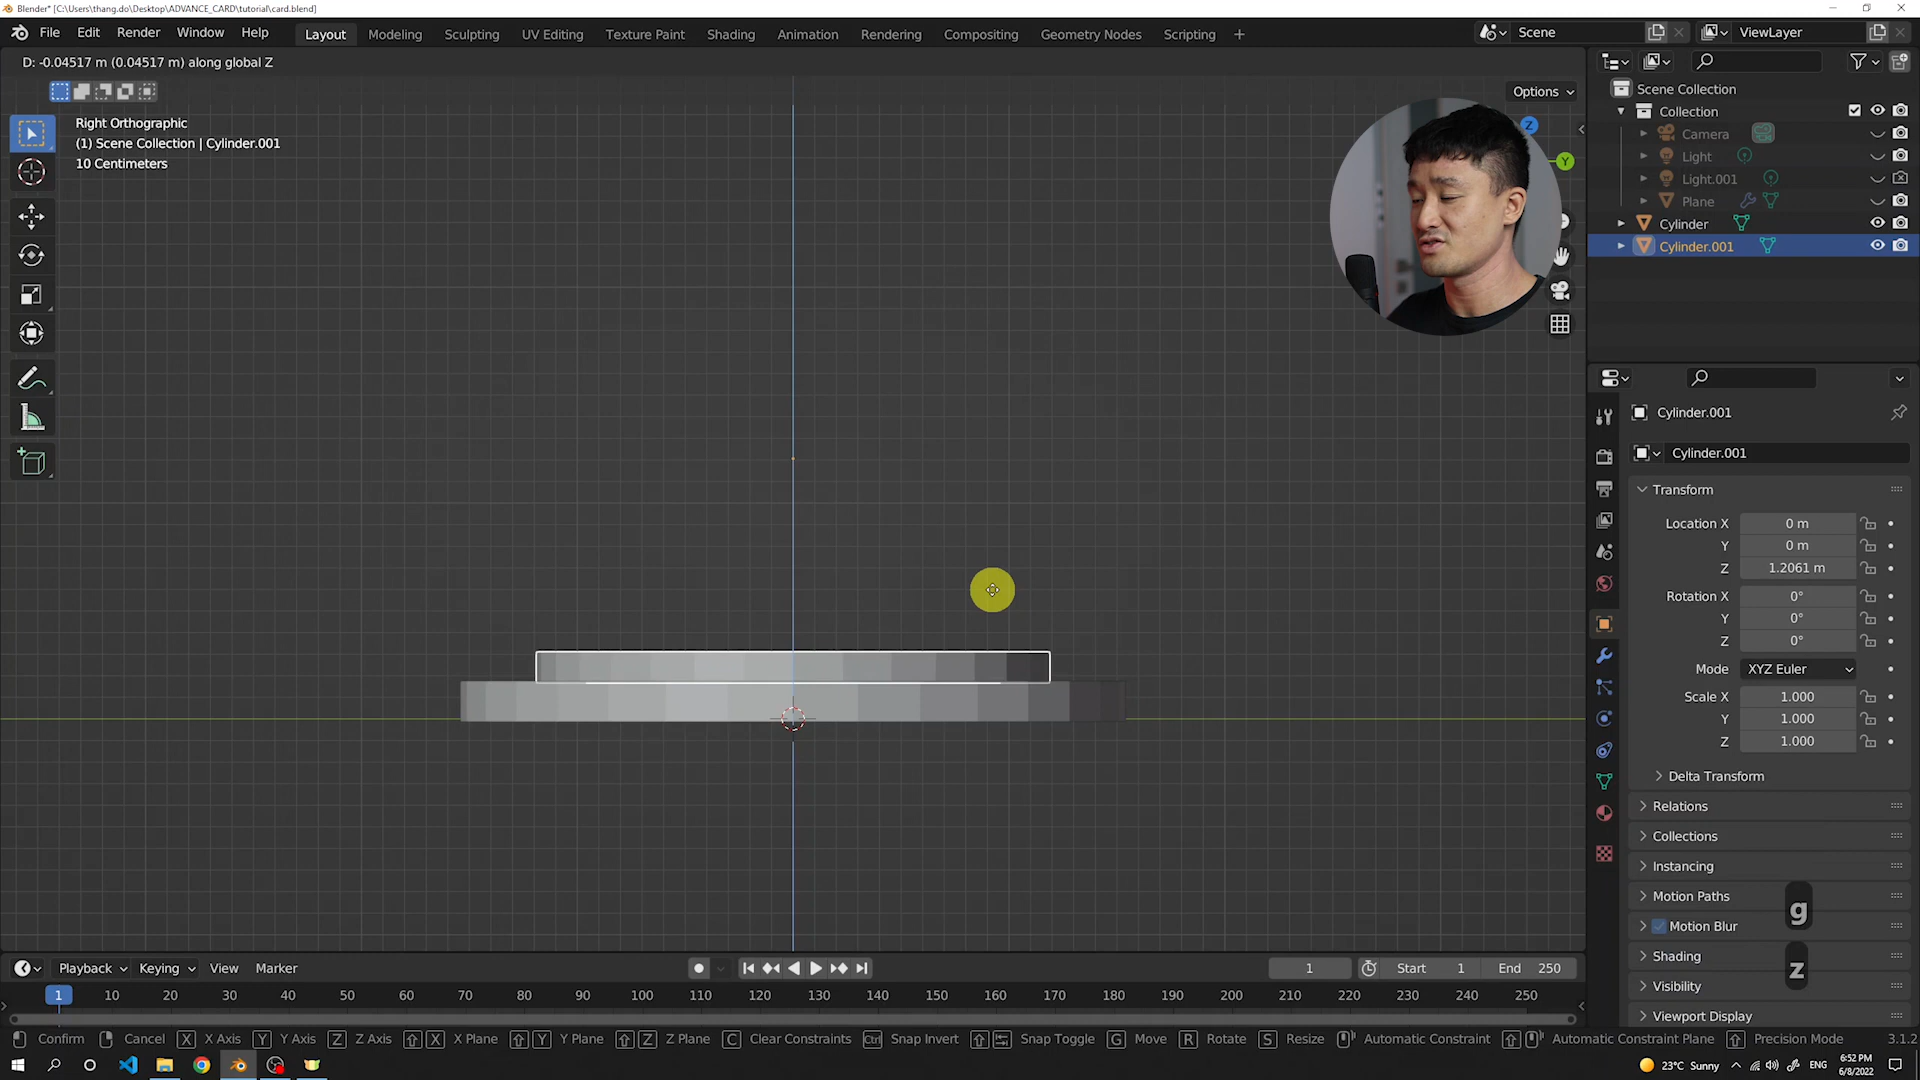 Blender* [C:\Users\thang.do\Desktop\ADVANCE_CARD\tutorial\card.blend]
File Edit Render Window Help Layout Modeling Sculpting UV Editing Texture Paint Shading Animation Rendering Compositing Geometry Nodes Scripting + Scene ViewLayer
D: -0.04517 m (0.04517 m) along global Z
Options
Right Orthographic
(1) Scene Collection | Cylinder.001
10 Centimeters
Z
Y
Scene Collection
Collection
Camera
Light
Light.001
Plane
Cylinder
Cylinder.001
Cylinder.001
Cylinder.001
Transform
Location X 0 m
Y 0 m
Z 1.2061 m
Rotation X 0°
Y 0°
Z 0°
Mode XYZ Euler
Scale X 1.000
Y 1.000
Z 1.000
Delta Transform
Relations
Collections
Instancing
Motion Paths
Motion Blur
Shading
Visibility
Viewport Display
g
z
Playback Keying View Marker 1 Start 1 End 250
1 10 20 30 40 50 60 70 80 90 100 110 120 130 140 150 160 170 180 190 200 210 220 230 240 250
Confirm Cancel X X Axis Y Y Axis Z Z Axis X X Plane Y Y Plane Z Z Plane C Clear Constraints Ctrl Snap Invert Snap Toggle G Move R Rotate S Resize Automatic Constraint Automatic Constraint Plane Precision Mode 3.1.2
23°C Sunny ENG 6:52 PM
6/8/2022